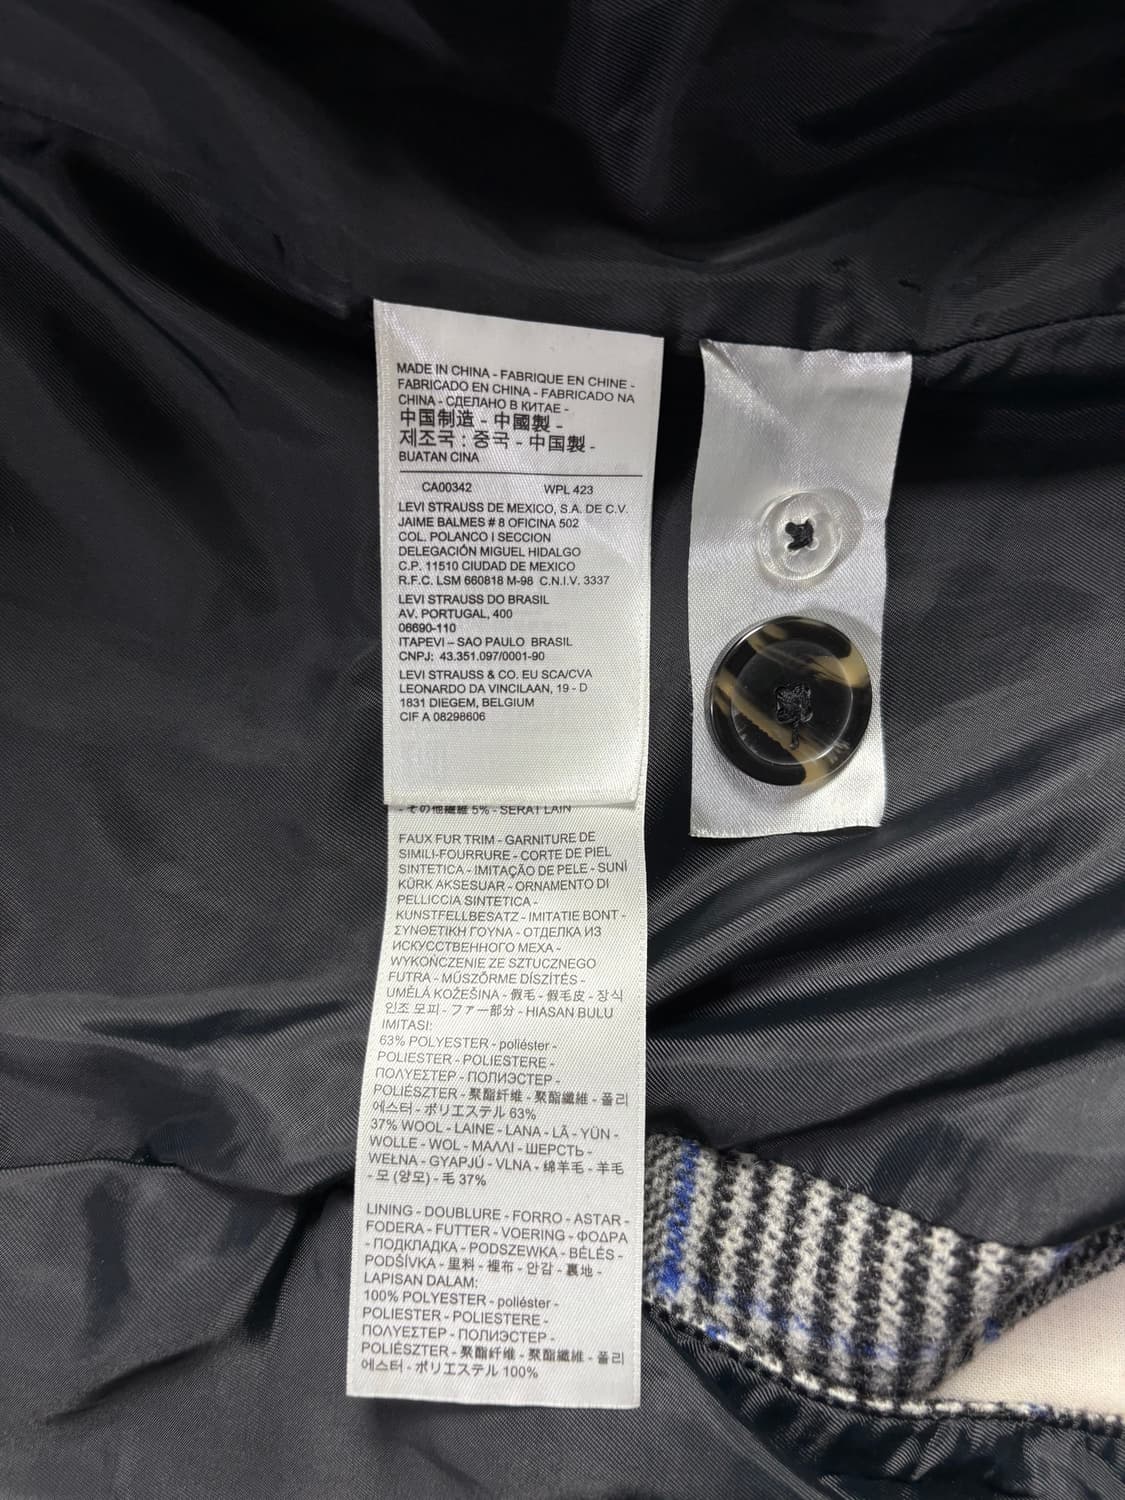 MADE IN CHINA - FABRIQUE EN CHINE -
FABRICADO EN CHINA - FABRICADO NA
CHINA - СДЕЛАНО В КИТАЕ -
中国制造 - 中國製 -
제조국 : 중국 - 中国製 -
BUATAN CINA
CA00342 WPL 423
LEVI STRAUSS DE MEXICO, S.A. DE C.V.
JAIME BALMES # 8 OFICINA 502
COL. POLANCO I SECCION
DELEGACIÓN MIGUEL HIDALGO
C.P. 11510 CIUDAD DE MEXICO
R.F.C. LSM 660818 M-98 C.N.I.V. 3337
LEVI STRAUSS DO BRASIL
AV. PORTUGAL, 400
06690-110
ITAPEVI – SAO PAULO BRASIL
CNPJ: 43.351.097/0001-90
LEVI STRAUSS & CO. EU SCA/CVA
LEONARDO DA VINCILAAN, 19 - D
1831 DIEGEM, BELGIUM
CIF A 08298606
- その他繊維 5% - SERAT LAIN
FAUX FUR TRIM - GARNITURE DE
SIMILI-FOURRURE - CORTE DE PIEL
SINTETICA - IMITAÇÃO DE PELE - SUNİ
KÜRK AKSESUAR - ORNAMENTO DI
PELLICCIA SINTETICA -
KUNSTFELLBESATZ - IMITATIE BONT -
ΣΥΝΘΕΤΙΚΗ ΓΟΥΝΑ - ОТДЕЛКА ИЗ
ИСКУССТВЕННОГО МЕХА -
WYKOŃCZENIE ZE SZTUCZNEGO
FUTRA - MŰSZŐRME DÍSZÍTÉS -
UMĚLÁ KOŽEŠINA - 假毛 - 假毛皮 - 장식
인조 모피 - ファー部分 - HIASAN BULU
IMITASI:
63% POLYESTER - poliéster -
POLIESTER - POLIESTERE -
ΠΟΛΥΕΣΤΕΡ - ПОЛИЭСТЕР -
POLIÉSZTER - 聚酯纤维 - 聚酯纖維 - 폴리
에스터 - ポリエステル 63%
37% WOOL - LAINE - LANA - LÃ - YÜN -
WOLLE - WOL - ΜΑΛΛΙ - ШЕРСТЬ -
WEŁNA - GYAPJÚ - VLNA - 绵羊毛 - 羊毛
- 모 (양모) - 毛 37%
LINING - DOUBLURE - FORRO - ASTAR -
FODERA - FUTTER - VOERING - ΦΟΔΡΑ
- ПОДКЛАДКА - PODSZEWKA - BÉLÉS -
PODŠÍVKA - 里料 - 裡布 - 안감 - 裏地 -
LAPISAN DALAM:
100% POLYESTER - poliéster -
POLIESTER - POLIESTERE -
ΠΟΛΥΕΣΤΕΡ - ПОЛИЭСТЕР -
POLIÉSZTER - 聚酯纤维 - 聚酯纖維 - 폴리
에스터 - ポリエステル 100%